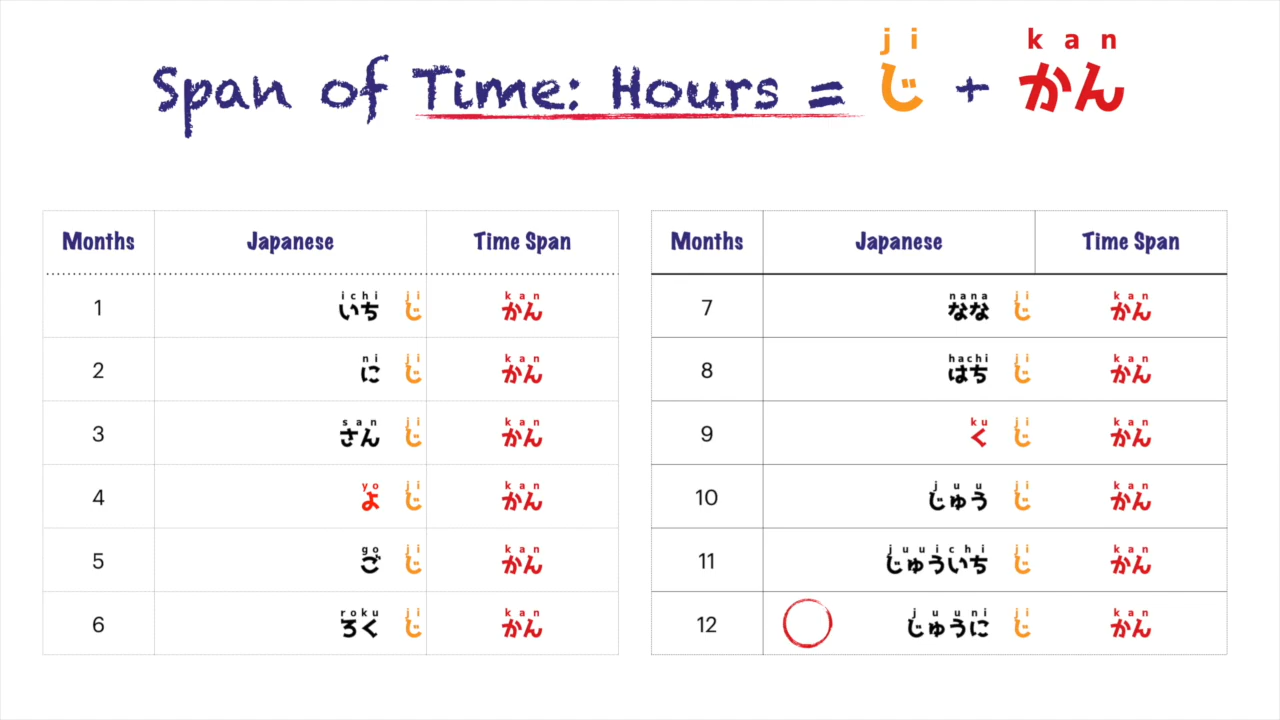 ji kan
Span of Time: Hours = じ + かん
Months Japanese Time Span
ichi ji kan
1 いち じ かん
ni ji kan
2 に じ かん
san ji kan
3 さん じ かん
yo ji kan
4 よ じ かん
go ji kan
5 ご じ かん
roku ji kan
6 ろく じ かん
Months Japanese Time Span
nana ji kan
7 なな じ かん
hachi ji kan
8 はち じ かん
ku ji kan
9 く じ かん
juu ji kan
10 じゅう じ かん
juuichi ji kan
11 じゅういち じ かん
juuni ji kan
12 じゅうに じ かん